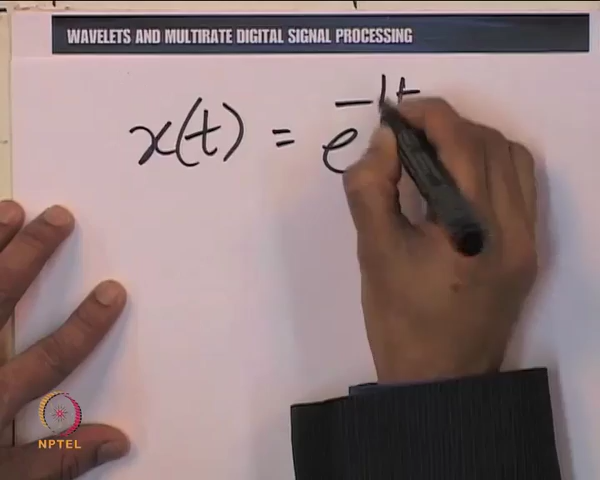 WAVELETS AND MULTIRATE DIGITAL SIGNAL PROCESSING
x(t) = e^-|t
NPTEL